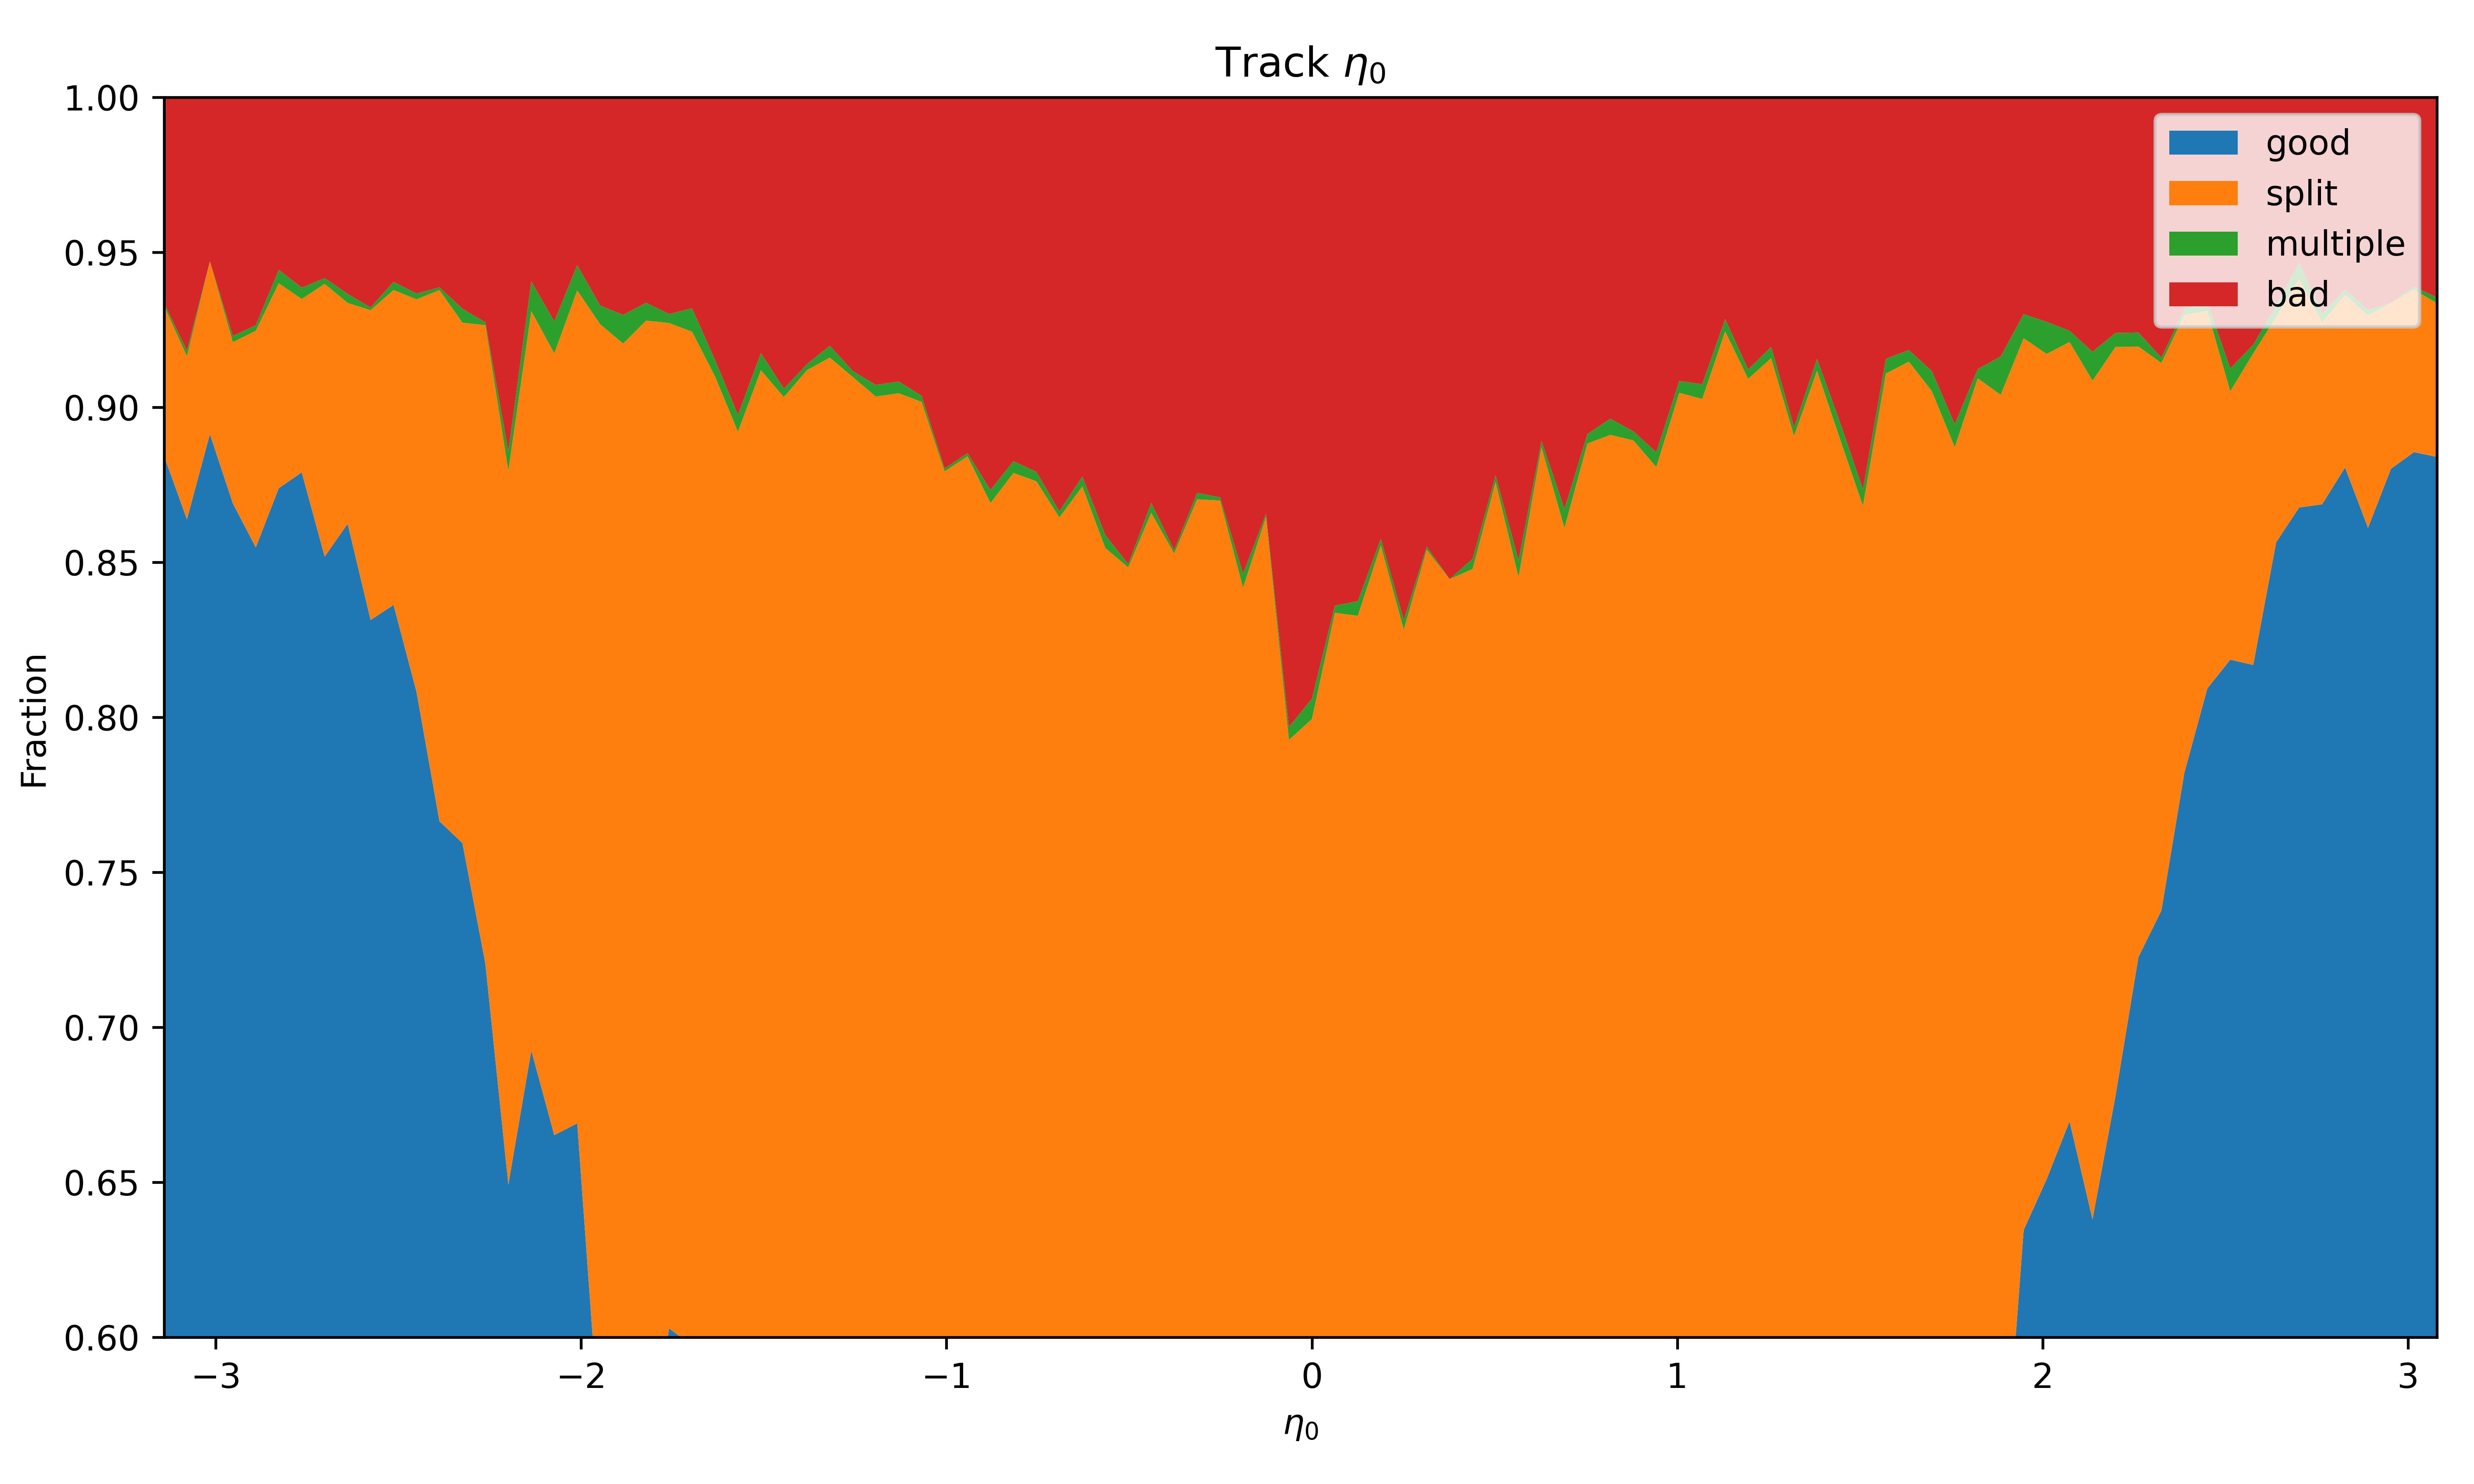 Track η₀
1.00
0.95
0.90
0.85
0.80
0.75
0.70
0.65
0.60
Fraction
good
split
multiple
bad
−3 −2 −1 0 1 2 3
η₀